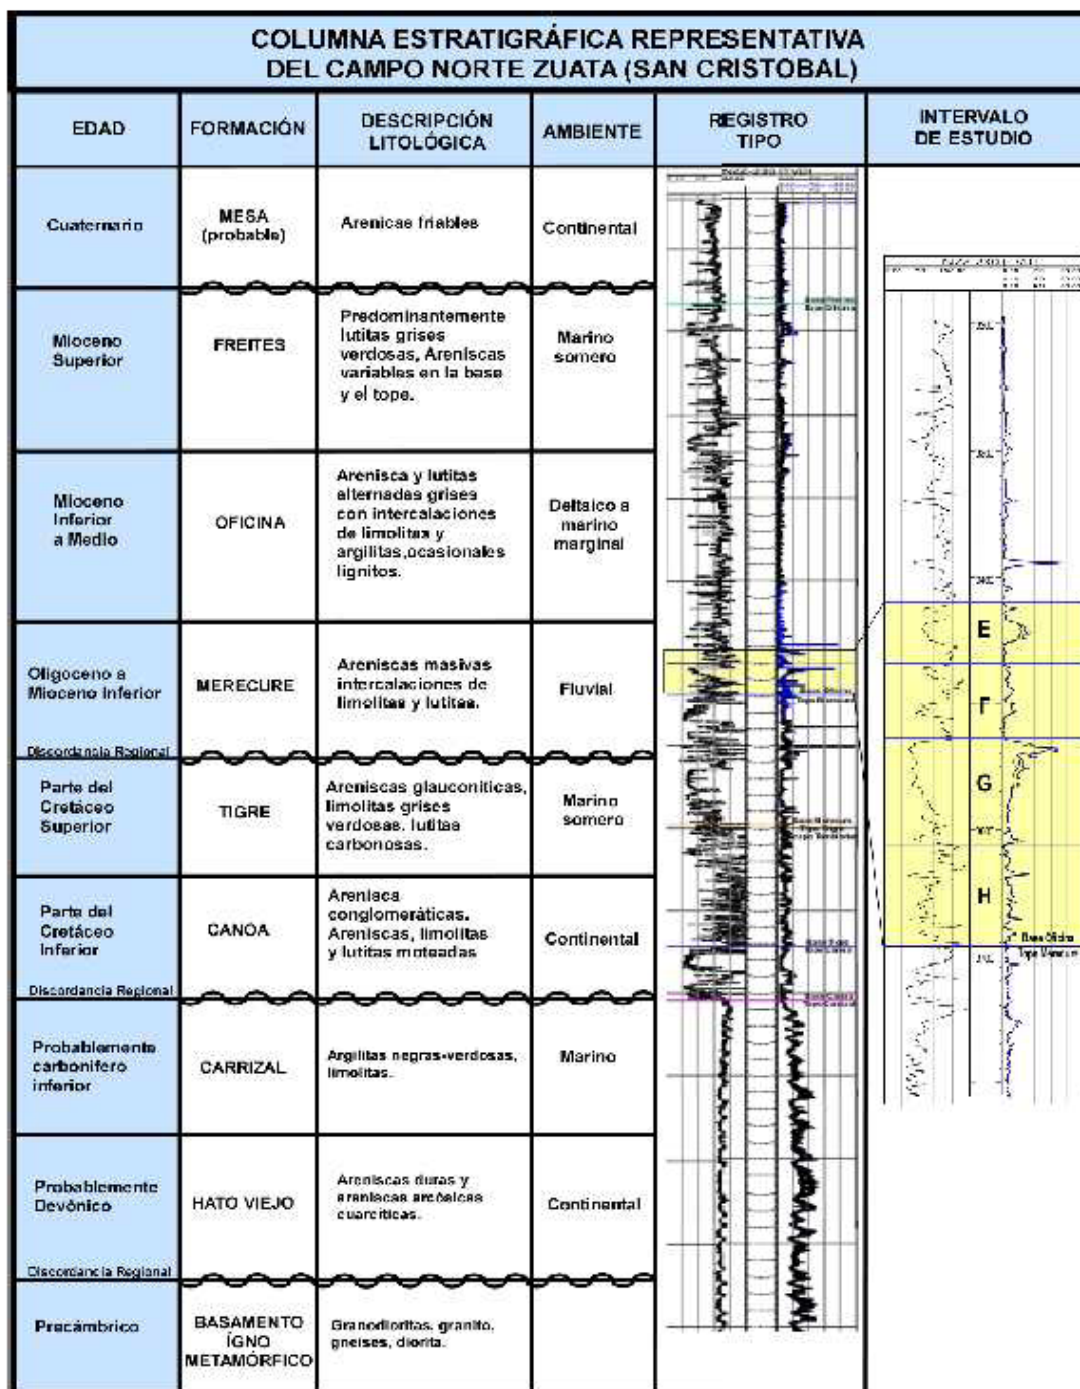 COLUMNA ESTRATIGRÁFICA REPRESENTATIVA
DEL CAMPO NORTE ZUATA (SAN CRISTOBAL)
EDAD
FORMACIÓN
DESCRIPCIÓN
LITOLÓGICA
AMBIENTE
REGISTRO
TIPO
INTERVALO
DE ESTUDIO
Cuaternario
MESA
(probable)
Arenicas friables
Continental
Mioceno
Superior
FREITES
Predominantemente
lutitas grises
verdosas, Areniscas
variables en la base
y el tope.
Marino
somero
Mioceno
Inferior
a Medio
OFICINA
Arenisca y lutitas
alternadas grises
con intercalaciones
de limolitas y
argilitas,ocasionales
lignitos.
Deltaico a
marino
marginal
Oligoceno a
Mioceno Inferior
Discordancia Regional
MERECURE
Areniscas masivas
intercalaciones de
limolitas y lutitas.
Fluvial
Parte del
Cretáceo
Superior
TIGRE
Areniscas glauconíticas,
limolitas grises
verdosas. lutitas
carbonosas.
Marino
somero
Parte del
Cretáceo
Inferior
Discordancia Regional
CANOA
Arenisca
conglomeráticas.
Areniscas, limolitas
y lutitas moteadas
Continental
Probablemente
carbonifero
inferior
CARRIZAL
Argilitas negras-verdosas,
limolitas.
Marino
Probablemente
Devónico
Discordancia Regional
HATO VIEJO
Areniscas duras y
areniscas arcósicas
cuarcíticas.
Continental
Precámbrico
BASAMENTO
ÍGNO
METAMÓRFICO
Granodioritas, granito,
gneises, diorita.
E
F
G
H
Base Oficina
Tope Merecure